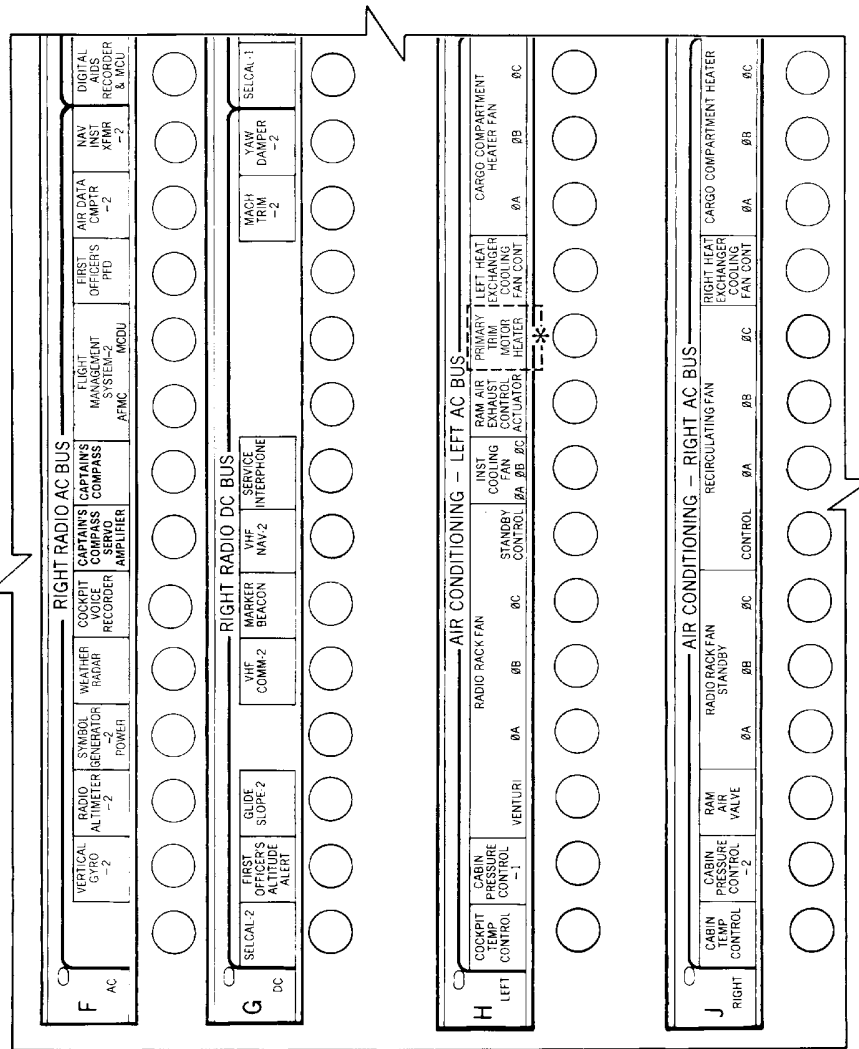 RIGHT RADIO AC BUS
F
AC
VERTICAL
GYRO
-2
RADIO
ALTIMETER
-2
SYMBOL
GENERATOR
-2
POWER
WEATHER
RADAR
COCKPIT
VOICE
RECORDER
CAPTAIN'S
COMPASS
SERVO
AMPLIFIER
CAPTAIN'S
COMPASS
FLIGHT
MANAGEMENT
SYSTEM-2
AFMC MCDU
FIRST
OFFICER'S
PFD
AIR DATA
CMPTR
-2
NAV
INST
XFMR
-2
DIGITAL
AIDS
RECORDER
& MCU
RIGHT RADIO DC BUS
G
DC
SELCAL-2
FIRST
OFFICER'S
ALTITUDE
ALERT
GLIDE
SLOPE-2
VHF
COMM-2
MARKER
BEACON
VHF
NAV-2
SERVICE
INTERPHONE
MACH
TRIM
-2
YAW
DAMPER
-2
SELCAL-1
AIR CONDITIONING - LEFT AC BUS
H
LEFT
COCKPIT
TEMP
CONTROL
CABIN
PRESSURE
CONTROL
-1
RADIO RACK FAN
VENTURI ØA ØB ØC STANDBY
CONTROL
INST
COOLING
FAN
ØA ØB ØC
RAM AIR
EXHAUST
CONTROL
ACTUATOR
PRIMARY
TRIM
MOTOR
HEATER
*
LEFT HEAT
EXCHANGER
COOLING
FAN CONT
CARGO COMPARTMENT
HEATER FAN
ØA ØB ØC
AIR CONDITIONING - RIGHT AC BUS
J
RIGHT
CABIN
TEMP
CONTROL
CABIN
PRESSURE
CONTROL
-2
RAM
AIR
VALVE
RADIO RACK FAN
STANDBY
ØA ØB ØC
RECIRCULATING FAN
CONTROL ØA ØB ØC
RIGHT HEAT
EXCHANGER
COOLING
FAN CONT
CARGO COMPARTMENT HEATER
ØA ØB ØC